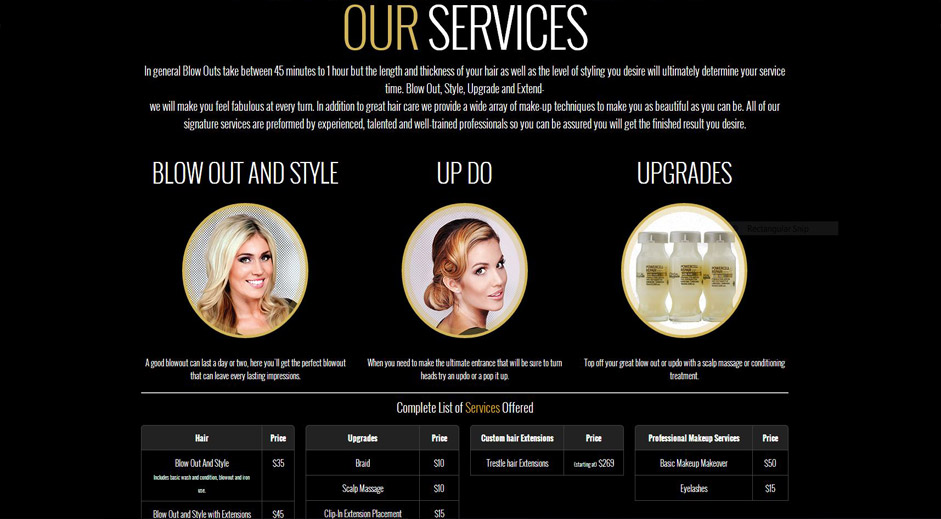 OUR SERVICES
In general Blow Outs take between 45 minutes to 1 hour but the length and thickness of your hair as well as the level of styling you desire will ultimately determine your service
time. Blow Out, Style, Upgrade and Extend-
we will make you feel fabulous at every turn. In addition to great hair care we provide a wide array of make-up techniques to make you as beautiful as you can be. All of our
signature services are preformed by experienced, talented and well-trained professionals so you can be assured you will get the finished result you desire.
BLOW OUT AND STYLE
UP DO
UPGRADES
Rectangular Snip
POWERCELL
REPAIR
POWERCELL
REPAIR
POWERCELL
REPAIR
A good blowout can last a day or two, here you'll get the perfect blowout
that can leave every lasting impressions.
When you need to make the ultimate entrance that will be sure to turn
heads try an updo or a pop it up.
Top off your great blow out or updo with a scalp massage or conditioning
treatment.
Complete List of Services Offered
Hair Price
Blow Out And Style $35
Includes basic wash and condition, blowout and iron
use.
Blow Out and Style with Extensions $45
Upgrades Price
Braid $10
Scalp Massage $10
Clip-In Extension Placement $15
Custom hair Extensions Price
Trestle hair Extensions (starting at) $269
Professional Makeup Services Price
Basic Makeup Makeover $50
Eyelashes $15